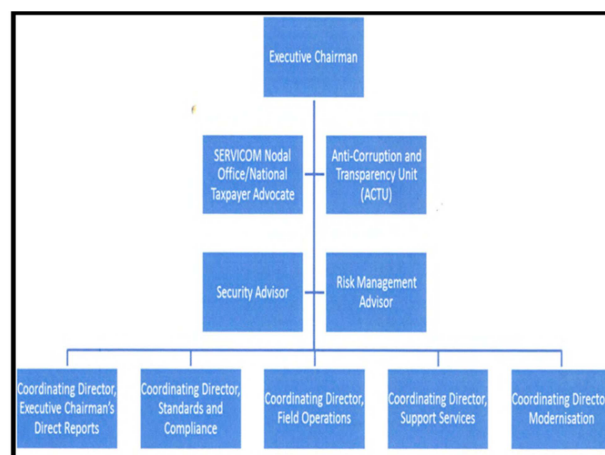 Executive Chairman
SERVICOM Nodal
Office/National
Taxpayer Advocate
Anti-Corruption and
Transparency Unit
(ACTU)
Security Advisor
Risk Management
Advisor
Coordinating Director,
Executive Chairman's
Direct Reports
Coordinating Director,
Standards and
Compliance
Coordinating Director,
Field Operations
Coordinating Director,
Support Services
Coordinating Director
Modernisation